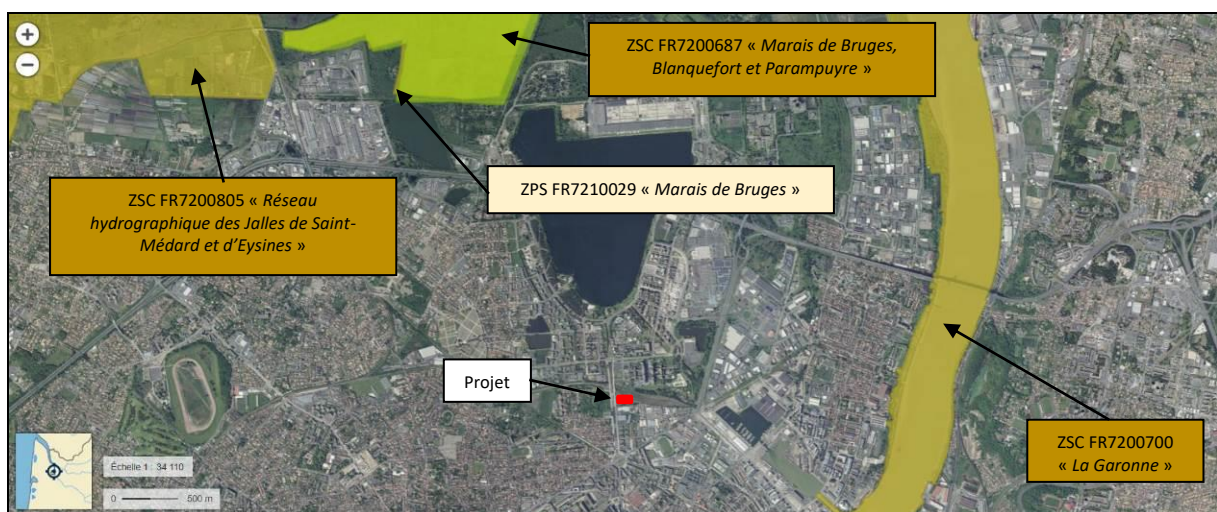 ZSC FR7200687 « Marais de Bruges,
Blanquefort et Parampuyre »
ZPS FR7210029 « Marais de Bruges »
ZSC FR7200805 « Réseau
hydrographique des Jalles de Saint-
Médard et d’Eysines »
Projet
ZSC FR7200700
« La Garonne »
Échelle 1 : 34 110
0 500 m